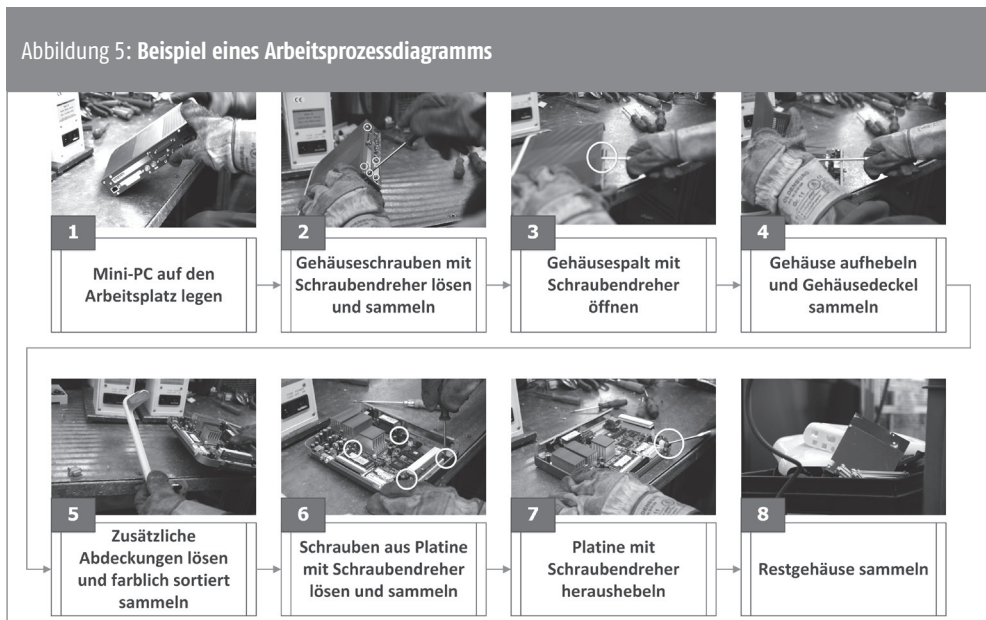 Abbildung 5: Beispiel eines Arbeitsprozessdiagramms
1
Mini-PC auf den
Arbeitsplatz legen
2
Gehäuseschrauben mit
Schraubendreher lösen
und sammeln
3
Gehäusespalt mit
Schraubendreher
öffnen
4
Gehäuse aufhebeln
und Gehäusedeckel
sammeln
5
Zusätzliche
Abdeckungen lösen
und farblich sortiert
sammeln
6
Schrauben aus Platine
mit Schraubendreher
lösen und sammeln
7
Platine mit
Schraubendreher
heraushebeln
8
Restgehäuse sammeln